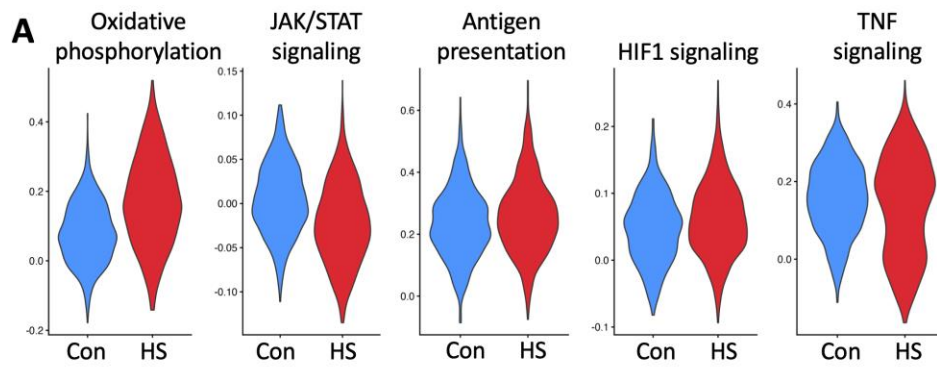 A
Oxidative
phosphorylation
JAK/STAT
signaling
Antigen
presentation
HIF1 signaling
TNF
signaling
0.4
0.2
0.0
-0.2
Con HS
0.15
0.10
0.05
0.00
-0.05
-0.10
Con HS
0.6
0.4
0.2
0.0
Con HS
0.2
0.1
0.0
-0.1
Con HS
0.4
0.2
0.0
Con HS